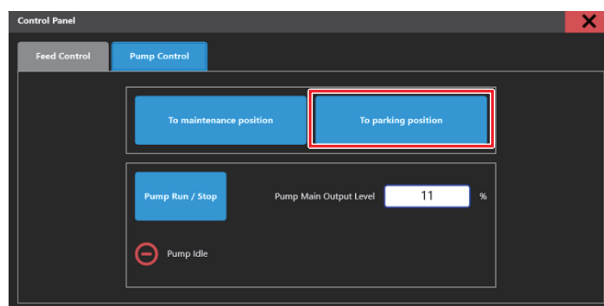 Control Panel
Feed Control
Pump Control
To maintenance position
To parking position
Pump Run / Stop
Pump Main Output Level 11 %
Pump Idle